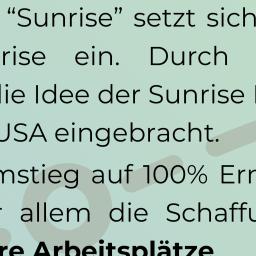 “Sunrise” setzt sich
rise ein. Durch
die Idee der Sunrise
USA eingebracht.
mstieg auf 100% Ern
r allem die Schaffu
re Arbeitsplätze